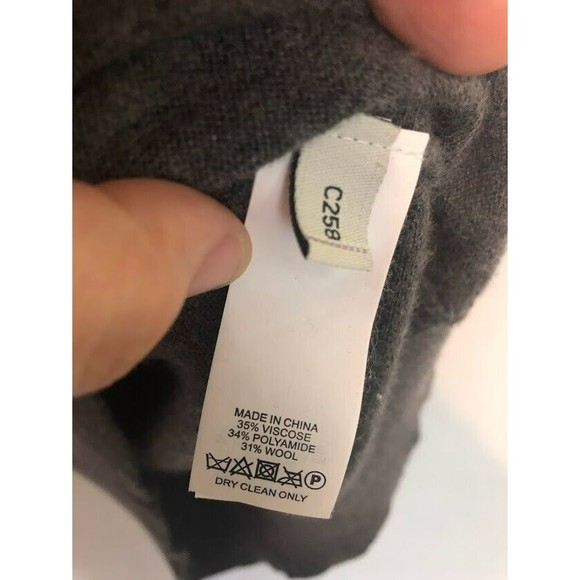 C258
MADE IN CHINA
35% VISCOSE
34% POLYAMIDE
31% WOOL
P
DRY CLEAN ONLY